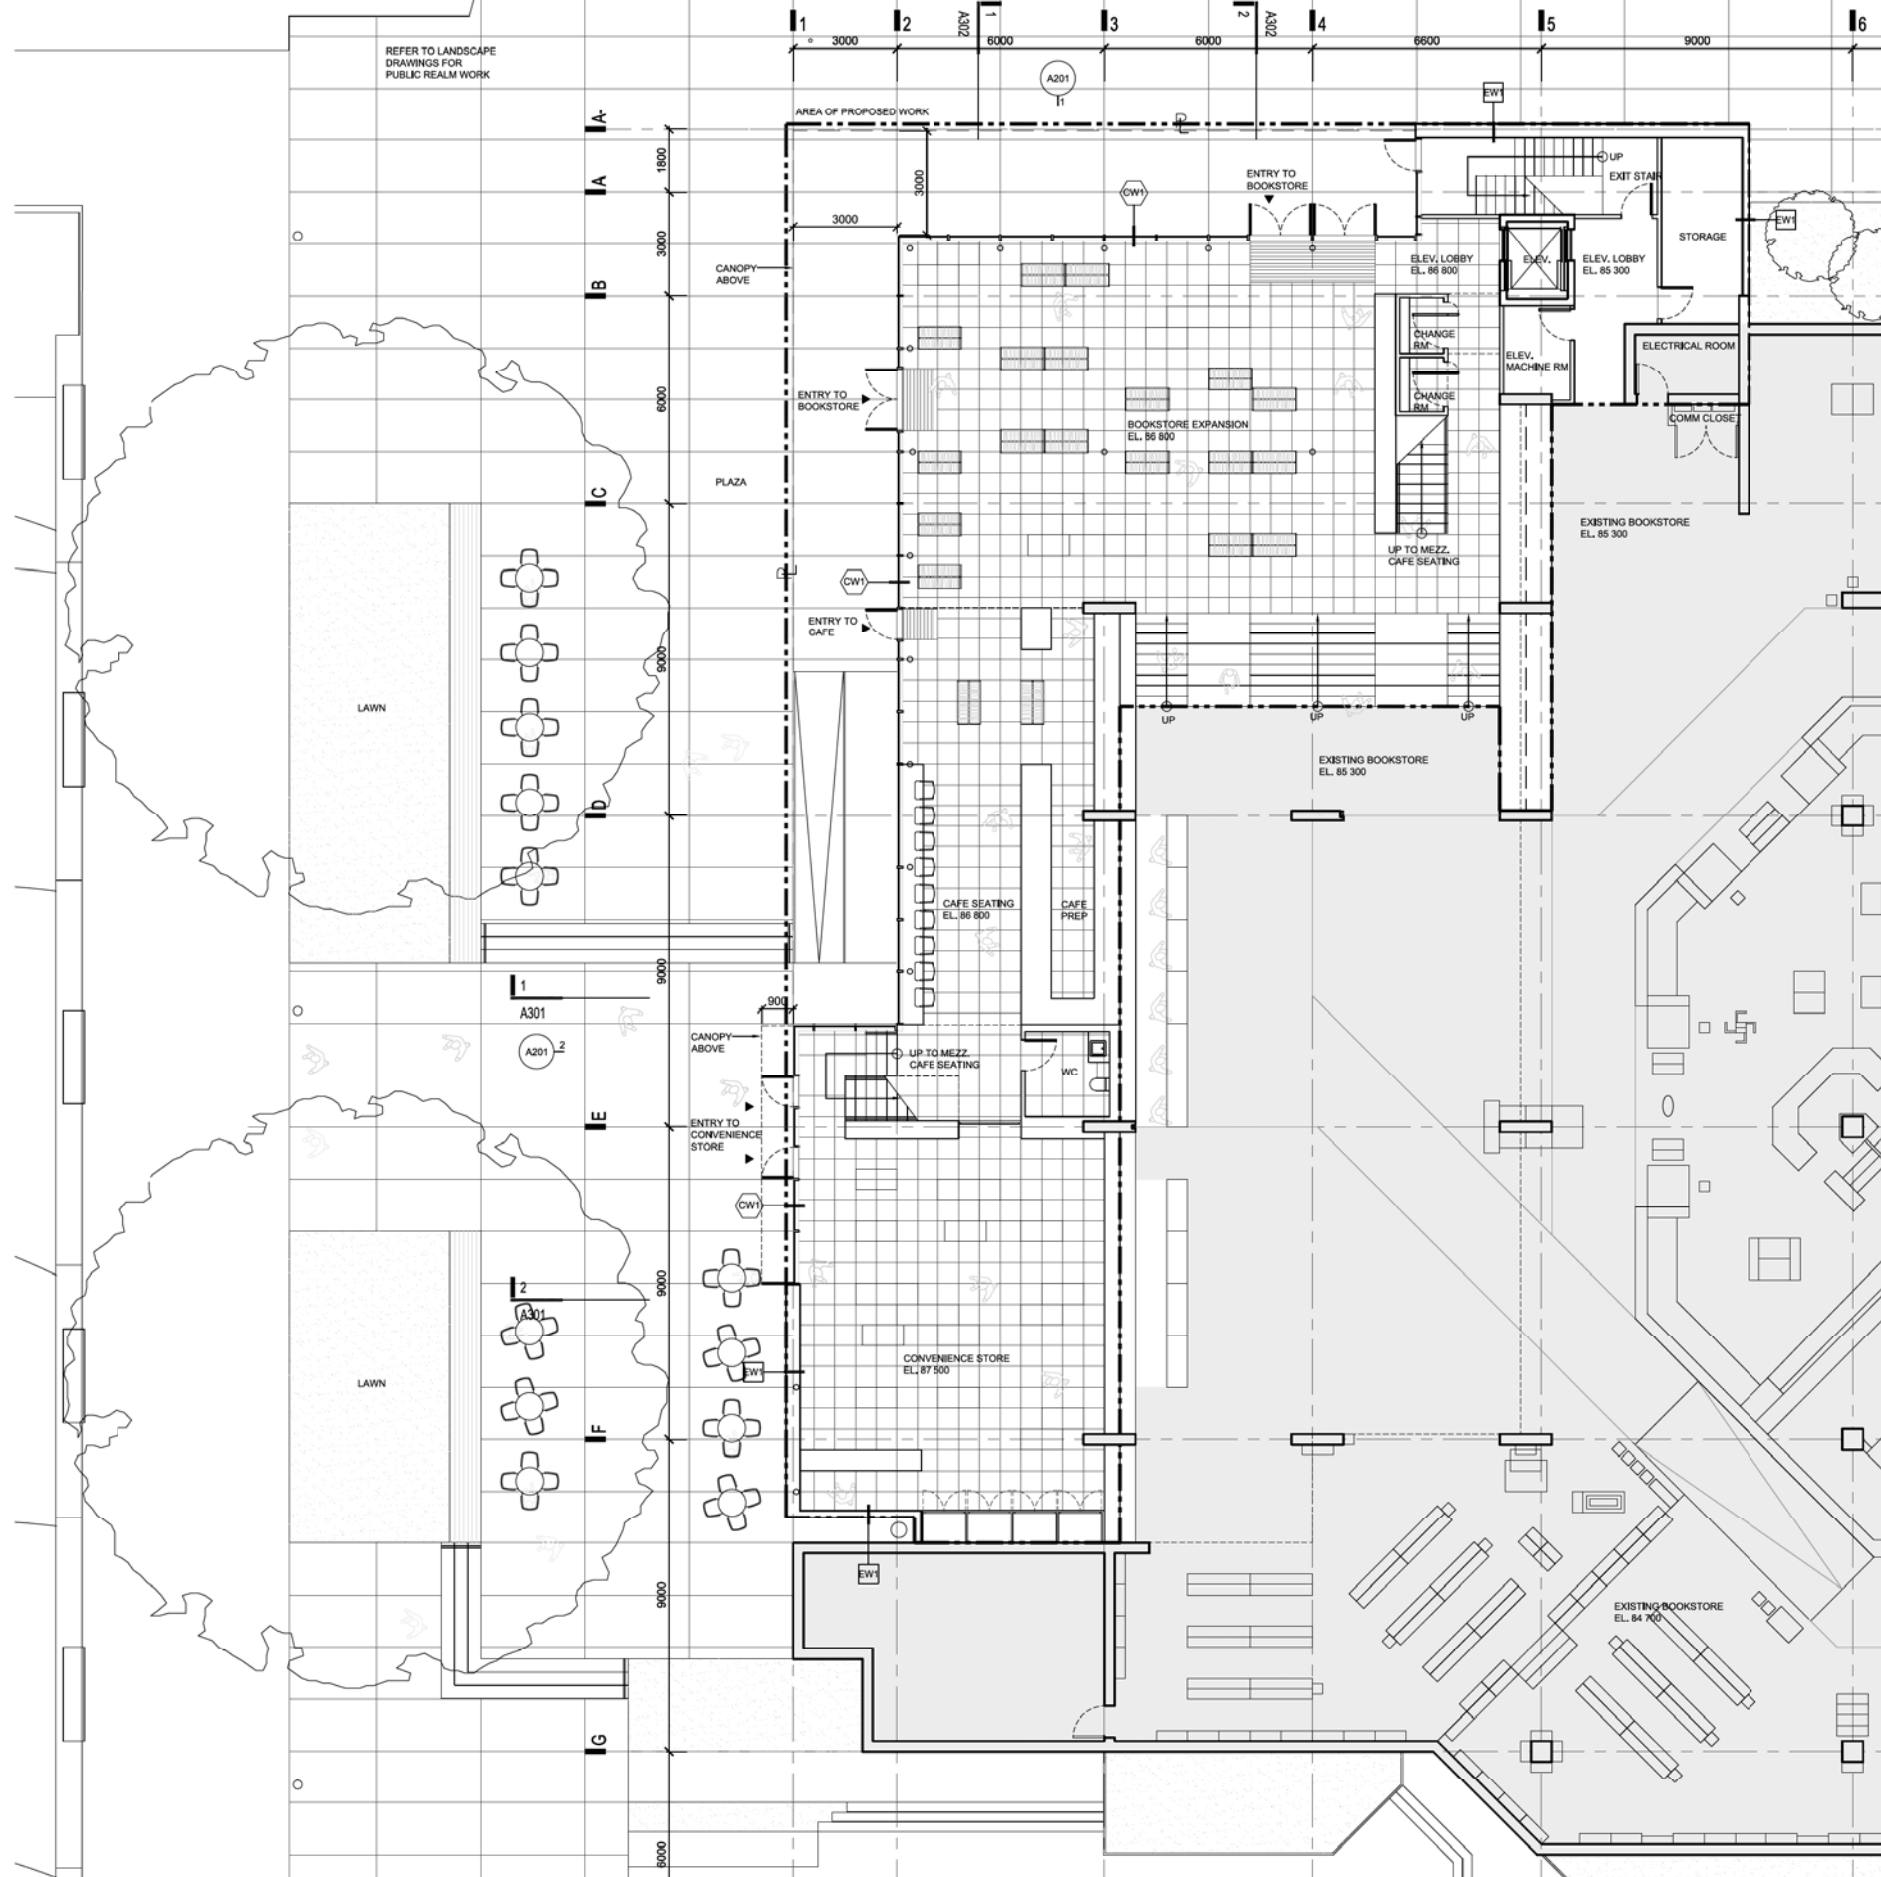 1
2
1
A302
3
2
A302
4
5
6
3000
6000
6000
6600
9000
REFER TO LANDSCAPE
DRAWINGS FOR
PUBLIC REALM WORK
A201
1
EW1
AREA OF PROPOSED WORK
A-
1800
A
3000
3000
3000
CW1
ENTRY TO
BOOKSTORE
UP
EXIT STAIR
EW1
STORAGE
CANOPY
ABOVE
ELEV. LOBBY
EL. 86 800
ELEV.
ELEV. LOBBY
EL. 85 300
B
CHANGE
RM
ELEV.
MACHINE RM
ELECTRICAL ROOM
6000
ENTRY TO
BOOKSTORE
CHANGE
RM
COMM CLOSET
BOOKSTORE EXPANSION
EL. 86 800
PLAZA
C
EXISTING BOOKSTORE
EL. 85 300
UP TO MEZZ.
CAFE SEATING
CW1
ENTRY TO
CAFE
9000
LAWN
UP
UP
UP
EXISTING BOOKSTORE
EL. 85 300
D
CAFE SEATING
EL. 86 800
CAFE
PREP
9000
1
A301
900
A201
2
CANOPY
ABOVE
UP TO MEZZ.
CAFE SEATING
WC
E
ENTRY TO
CONVENIENCE
STORE
CW1
9000
2
A301
EW1
CONVENIENCE STORE
EL. 87 500
LAWN
F
EW1
9000
EXISTING BOOKSTORE
EL. 84 700
G
6000